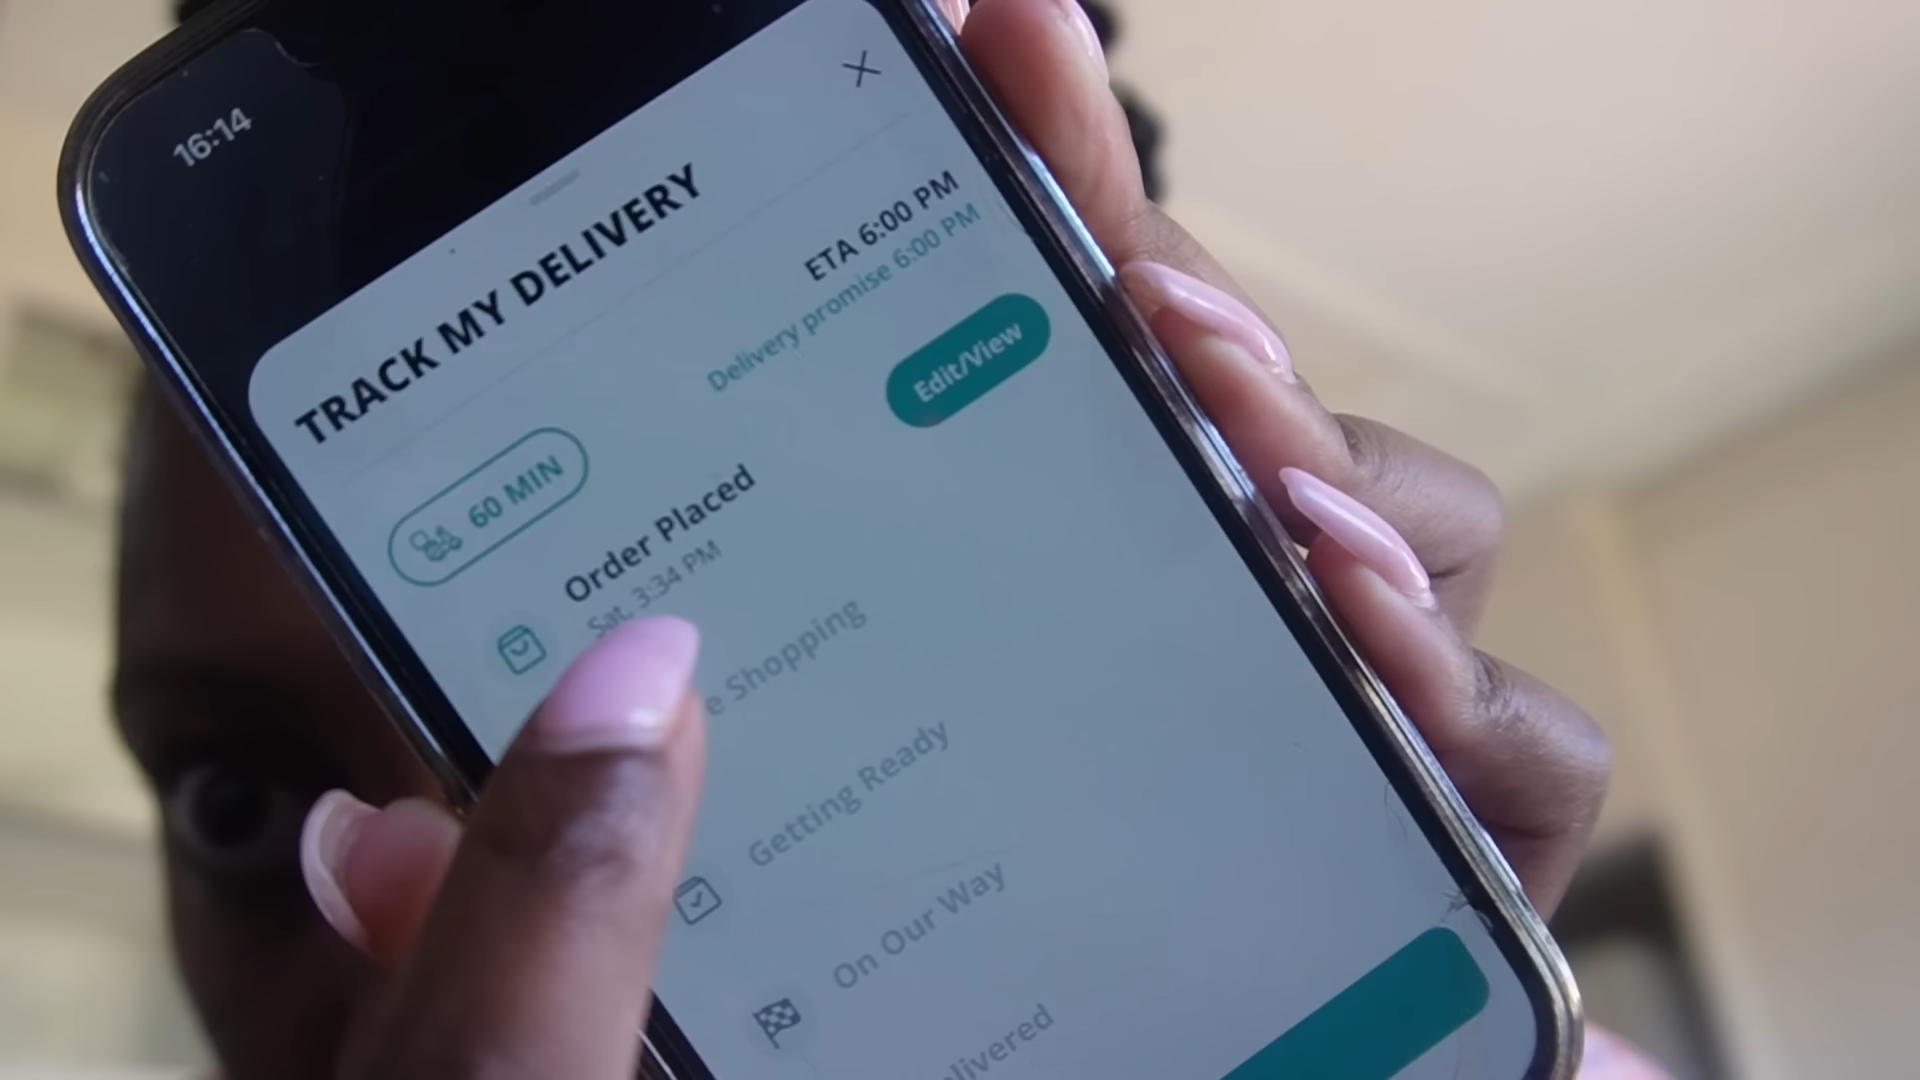 16:14
TRACK MY DELIVERY
ETA 6:00 PM
Delivery promise 6:00 PM
60 MIN
Edit/View
Order Placed
Sat, 3:34 PM
Shopping
Getting Ready
On Our Way